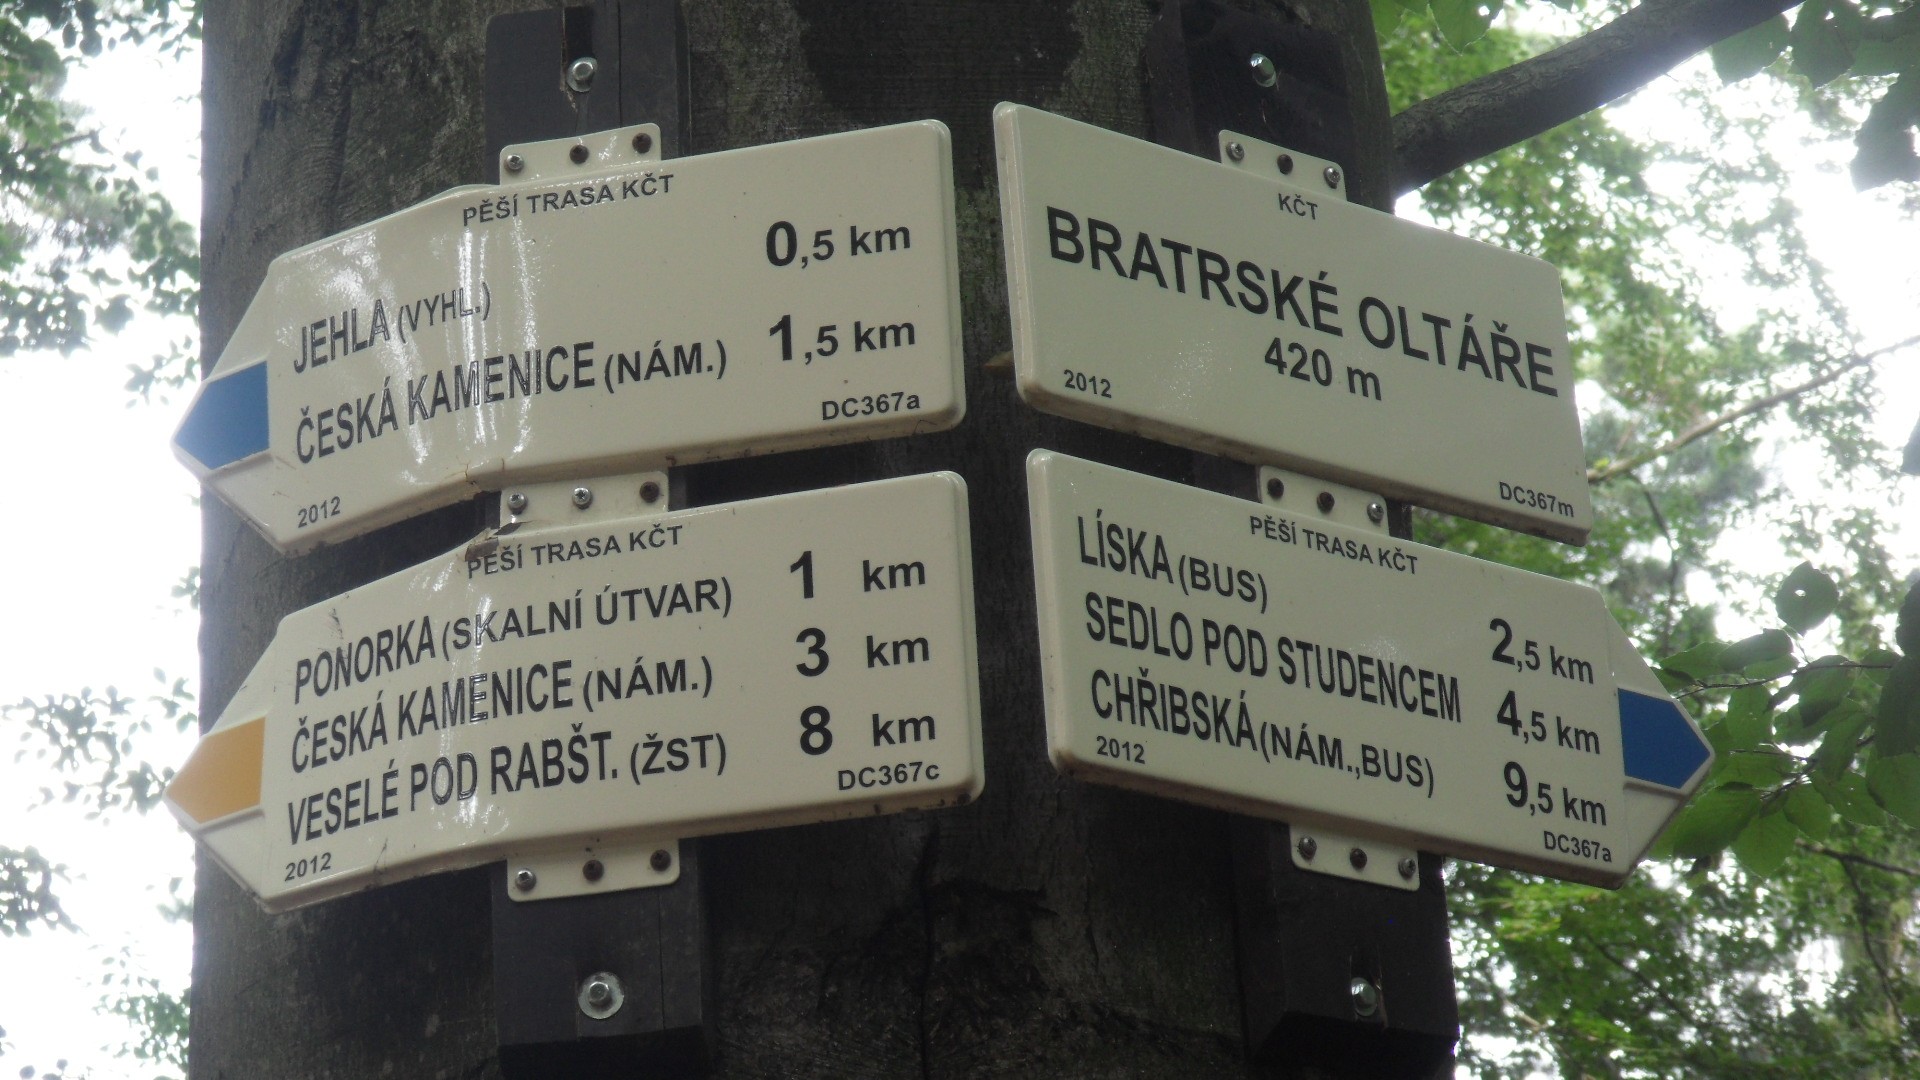 PĚŠÍ TRASA KČT
JEHLA (VYHL.) 0,5 km
ČESKÁ KAMENICE (NÁM.) 1,5 km
DC367a
2012
KČT
BRATRSKÉ OLTÁŘE
420 m
2012
DC367m
PĚŠÍ TRASA KČT
PONORKA (SKALNÍ ÚTVAR) 1 km
ČESKÁ KAMENICE (NÁM.) 3 km
VESELÉ POD RABŠT. (ŽST) 8 km
DC367c
2012
PĚŠÍ TRASA KČT
LÍSKA (BUS) 2,5 km
SEDLO POD STUDENCEM 4,5 km
CHŘIBSKÁ (NÁM.,BUS) 9,5 km
2012
DC367a